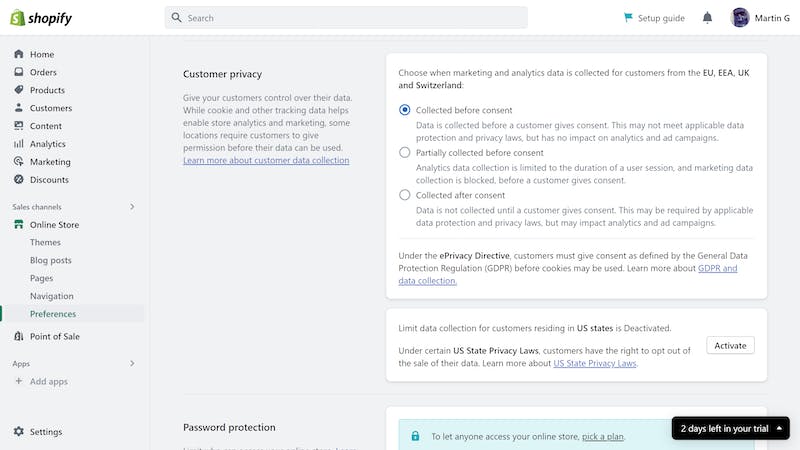 shopify
Search
Setup guide
Martin G
Home
Orders
Products
Customers
Content
Analytics
Marketing
Discounts
Sales channels
Online Store
Themes
Blog posts
Pages
Navigation
Preferences
Point of Sale
Apps
Add apps
Settings
Customer privacy
Give your customers control over their data.
While cookie and other tracking data helps
enable store analytics and marketing, some
locations require customers to give
permission before their data can be used.
Learn more about customer data collection
Choose when marketing and analytics data is collected for customers from the EU, EEA, UK
and Switzerland:
Collected before consent
Data is collected before a customer gives consent. This may not meet applicable data
protection and privacy laws, but has no impact on analytics and ad campaigns.
Partially collected before consent
Analytics data collection is limited to the duration of a user session, and marketing data
collection is blocked, before a customer gives consent.
Collected after consent
Data is not collected until a customer gives consent. This may be required by applicable
data protection and privacy laws, but may impact analytics and ad campaigns.
Under the ePrivacy Directive, customers must give consent as defined by the General Data
Protection Regulation (GDPR) before cookies may be used. Learn more about GDPR and
data collection.
Limit data collection for customers residing in US states is Deactivated.
Under certain US State Privacy Laws, customers have the right to opt out of
the sale of their data. Learn more about US State Privacy Laws.
Activate
Password protection
To let anyone access your online store, pick a plan.
2 days left in your trial